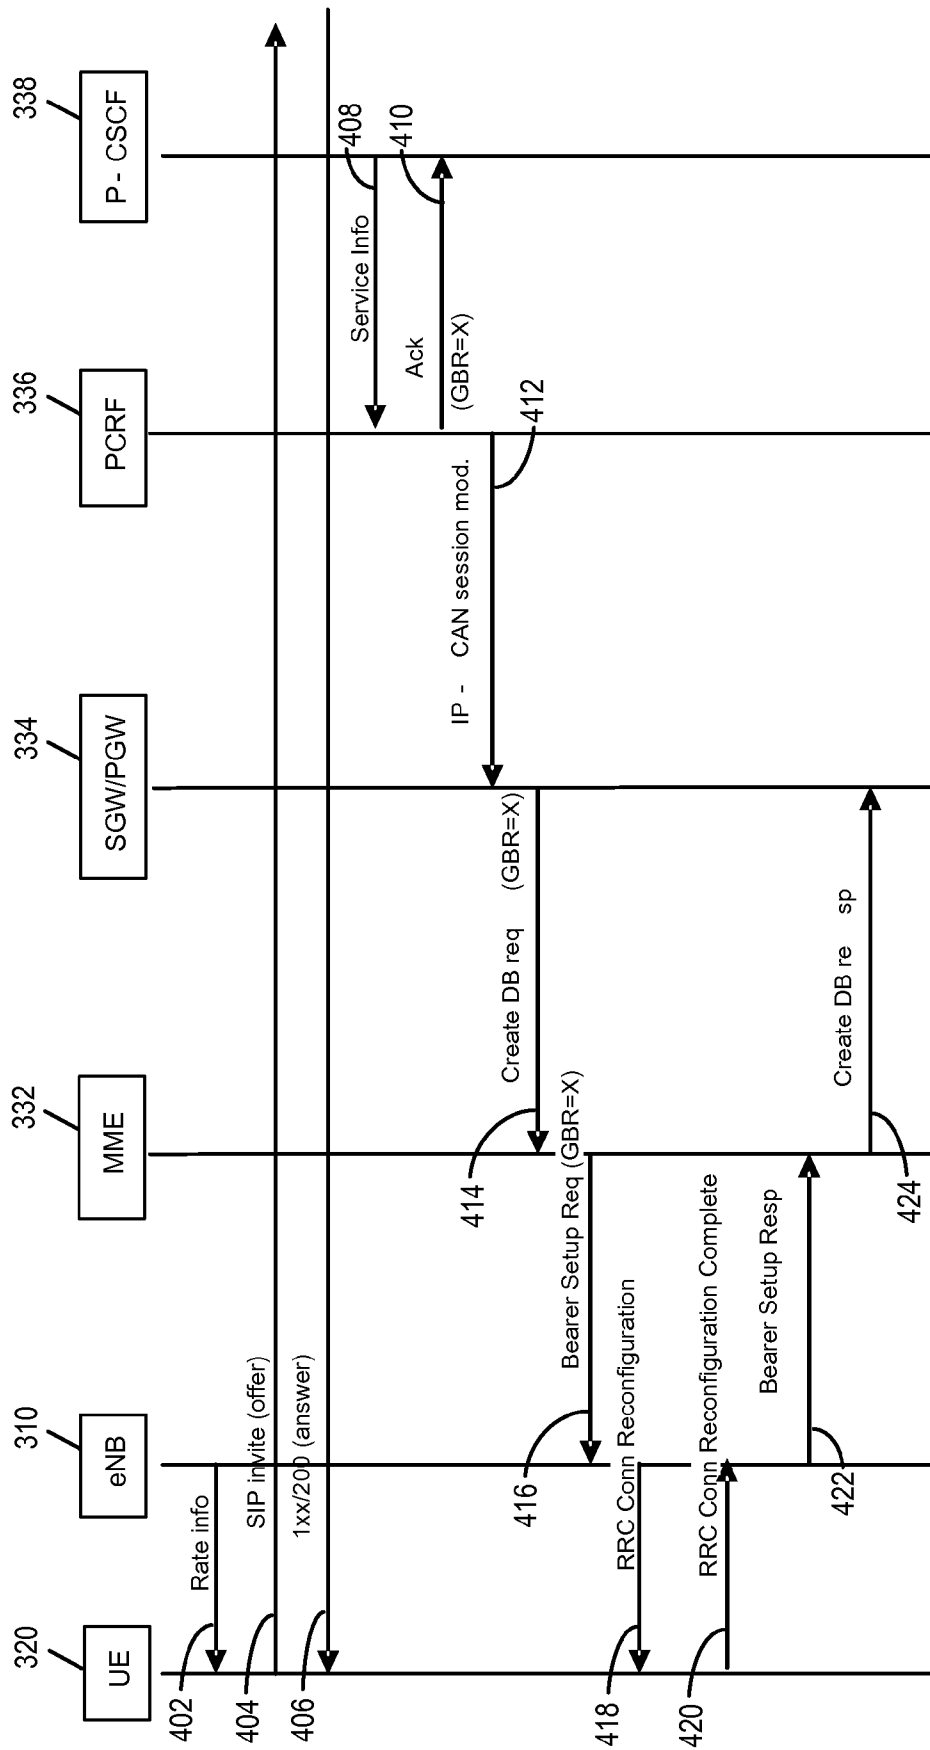 320
310
332
334
336
338
UE
eNB
MME
SGW/PGW
PCRF
P - CSCF
402
Rate info
404
SIP invite (offer)
406
1xx/200 (answer)
Service Info
408
Ack
(GBR=X)
410
IP - CAN session mod.
412
414
Create DB req (GBR=X)
416
Bearer Setup Req (GBR=X)
418
RRC Conn Reconfiguration
420
RRC Conn Reconfiguration Complete
422
Bearer Setup Resp
424
Create DB re sp